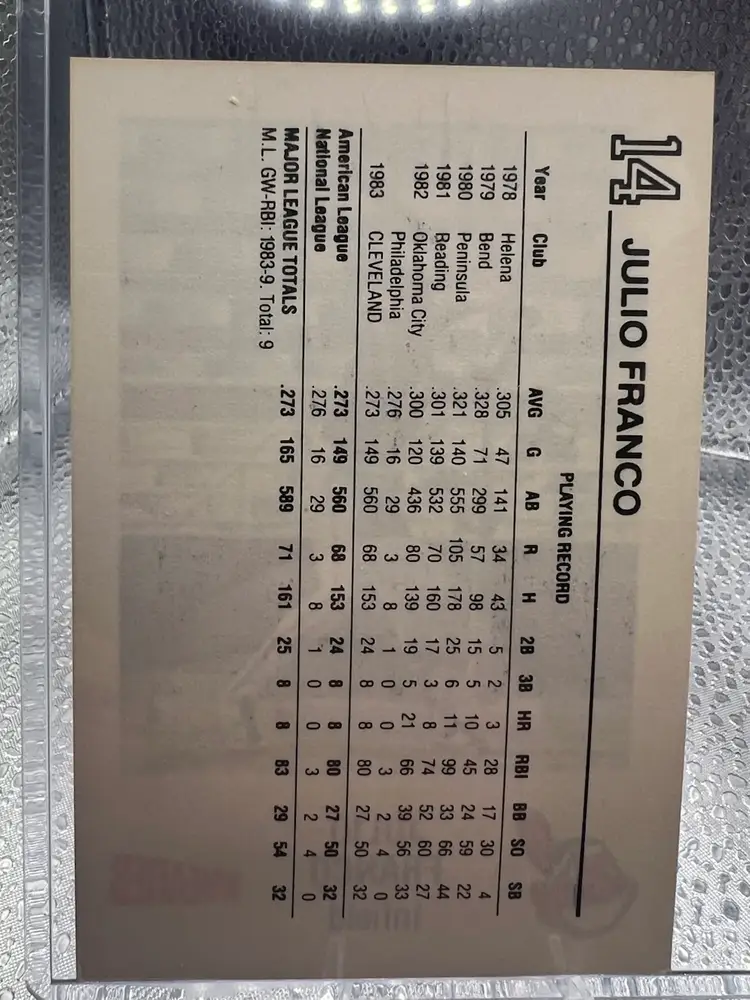 14 JULIO FRANCO
PLAYING RECORD
Year Club AVG G AB R H 2B 3B HR RBI BB SO SB
1978 Helena .305 47 141 34 43 5 2 3 28 17 30 4
1979 Bend .328 71 299 57 98 15 5 10 45 24 59 22
1980 Peninsula .321 140 555 105 178 25 6 11 99 33 66 44
1981 Reading .301 139 532 70 160 17 3 8 74 52 60 27
1982 Oklahoma City .300 120 436 80 139 19 5 21 66 39 56 33
Philadelphia .276 16 29 3 8 1 0 0 3 2 4 0
1983 CLEVELAND .273 149 560 68 153 24 8 8 80 27 50 32
American League .273 149 560 68 153 24 8 8 80 27 50 32
National League .276 16 29 3 8 1 0 0 3 2 4 0
MAJOR LEAGUE TOTALS .273 165 589 71 161 25 8 8 83 29 54 32
M.L. GW-RBI: 1983-9. Total: 9